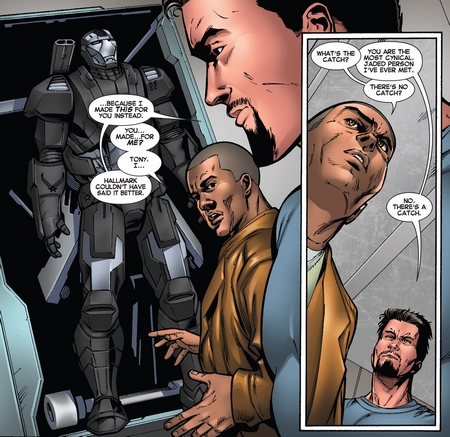 ...BECAUSE I
MADE THIS FOR
YOU INSTEAD.
YOU...
MADE...FOR
ME?
TONY.
I...
HALLMARK
COULDN'T HAVE
SAID IT BETTER.
WHAT'S THE
CATCH?
YOU ARE
THE MOST CYNICAL,
JADED PERSON
I'VE EVER MET.
THERE'S NO
CATCH?
NO,
THERE'S A
CATCH.